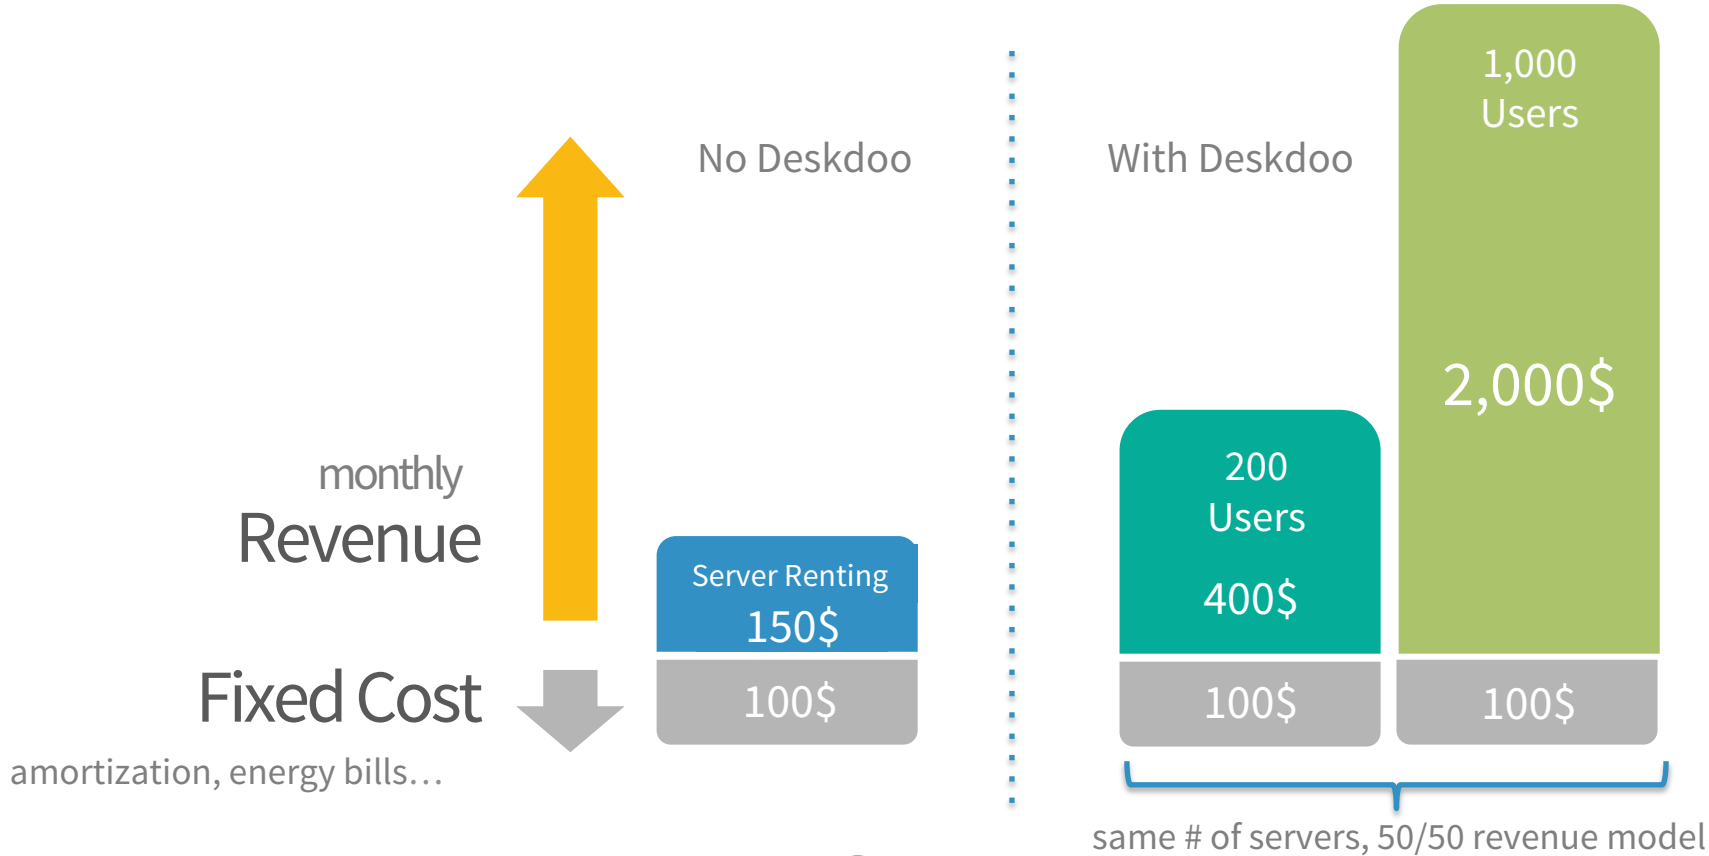 No Deskdoo
monthly
Revenue
Server Renting
150$
100$
Fixed Cost
amortization, energy bills...
With Deskdoo
200
Users
400$
100$
1,000
Users
2,000$
100$
same # of servers, 50/50 revenue model